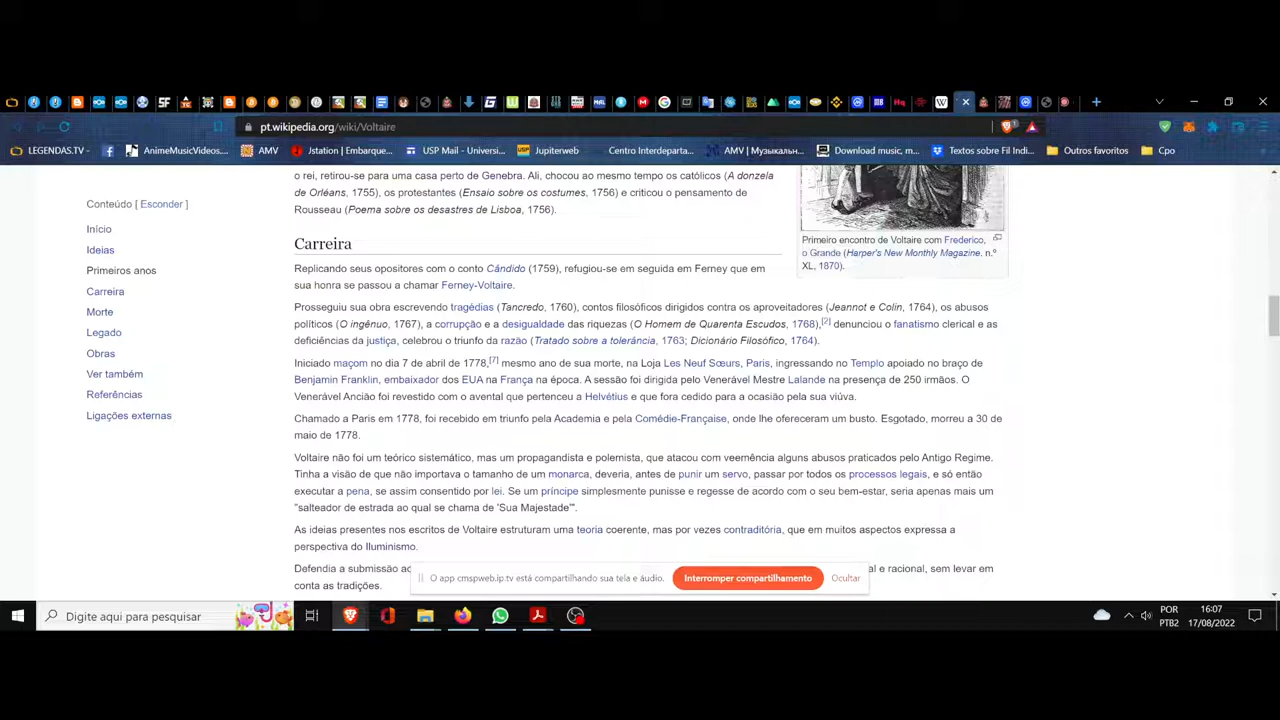 pt.wikipedia.org/wiki/Voltaire
LEGENDAS.TV - AnimeMusicVideos... AMV Jstation | Embarque... USP Mail - Universi... Jupiterweb Centro Interdeparta... AMV | Музыкальн... Download music, m... Textos sobre Fil Indi... Outros favoritos Cpo
o rei, retirou-se para uma casa perto de Genebra. Ali, chocou ao mesmo tempo os católicos (A donzela
de Orléans, 1755), os protestantes (Ensaio sobre os costumes, 1756) e criticou o pensamento de
Rousseau (Poema sobre os desastres de Lisboa, 1756).
Primeiro encontro de Voltaire com Frederico,
o Grande (Harper's New Monthly Magazine. n.º
XL, 1870).
Conteúdo [ Esconder ]
Início
Ideias
Primeiros anos
Carreira
Morte
Legado
Obras
Ver também
Referências
Ligações externas
Carreira
Replicando seus opositores com o conto Cândido (1759), refugiou-se em seguida em Ferney que em
sua honra se passou a chamar Ferney-Voltaire.
Prosseguiu sua obra escrevendo tragédias (Tancredo, 1760), contos filosóficos dirigidos contra os aproveitadores (Jeannot e Colin, 1764), os abusos
políticos (O ingênuo, 1767), a corrupção e a desigualdade das riquezas (O Homem de Quarenta Escudos, 1768),[2] denunciou o fanatismo clerical e as
deficiências da justiça, celebrou o triunfo da razão (Tratado sobre a tolerância, 1763; Dicionário Filosófico, 1764).
Iniciado maçom no dia 7 de abril de 1778,[7] mesmo ano de sua morte, na Loja Les Neuf Sœurs, Paris, ingressando no Templo apoiado no braço de
Benjamin Franklin, embaixador dos EUA na França na época. A sessão foi dirigida pelo Venerável Mestre Lalande na presença de 250 irmãos. O
Venerável Ancião foi revestido com o avental que pertenceu a Helvétius e que fora cedido para a ocasião pela sua viúva.
Chamado a Paris em 1778, foi recebido em triunfo pela Academia e pela Comédie-Française, onde lhe ofereceram um busto. Esgotado, morreu a 30 de
maio de 1778.
Voltaire não foi um teórico sistemático, mas um propagandista e polemista, que atacou com veemência alguns abusos praticados pelo Antigo Regime.
Tinha a visão de que não importava o tamanho de um monarca, deveria, antes de punir um servo, passar por todos os processos legais, e só então
executar a pena, se assim consentido por lei. Se um príncipe simplesmente punisse e regesse de acordo com o seu bem-estar, seria apenas mais um
"salteador de estrada ao qual se chama de 'Sua Majestade'".
As ideias presentes nos escritos de Voltaire estruturam uma teoria coerente, mas por vezes contraditória, que em muitos aspectos expressa a
perspectiva do Iluminismo.
Defendia a submissão ao al e racional, sem levar em
conta as tradições.
O app cmspweb.ip.tv está compartilhando sua tela e áudio. Interromper compartilhamento Ocultar
Digite aqui para pesquisar
POR
PTB2
16:07
17/08/2022